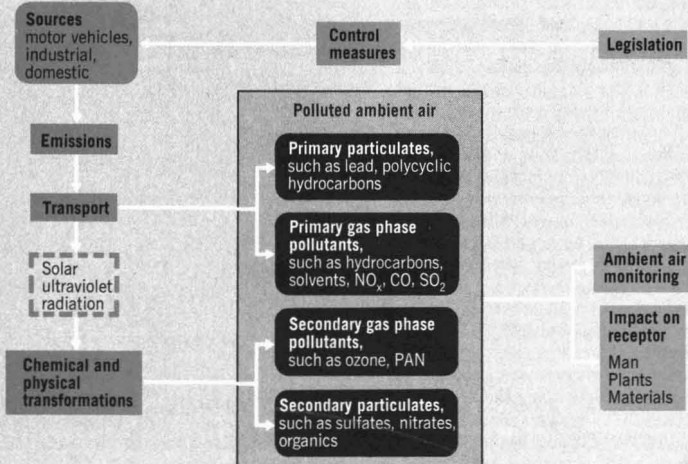 Sources
motor vehicles,
industrial,
domestic
Control
measures
Legislation
Emissions
Transport
Solar
ultraviolet
radiation
Chemical and
physical
transformations
Polluted ambient air
Primary particulates,
such as lead, polycyclic
hydrocarbons
Primary gas phase
pollutants,
such as hydrocarbons,
solvents, NOₓ, CO, SO₂
Secondary gas phase
pollutants,
such as ozone, PAN
Secondary particulates,
such as sulfates, nitrates,
organics
Ambient air
monitoring
Impact on
receptor
Man
Plants
Materials